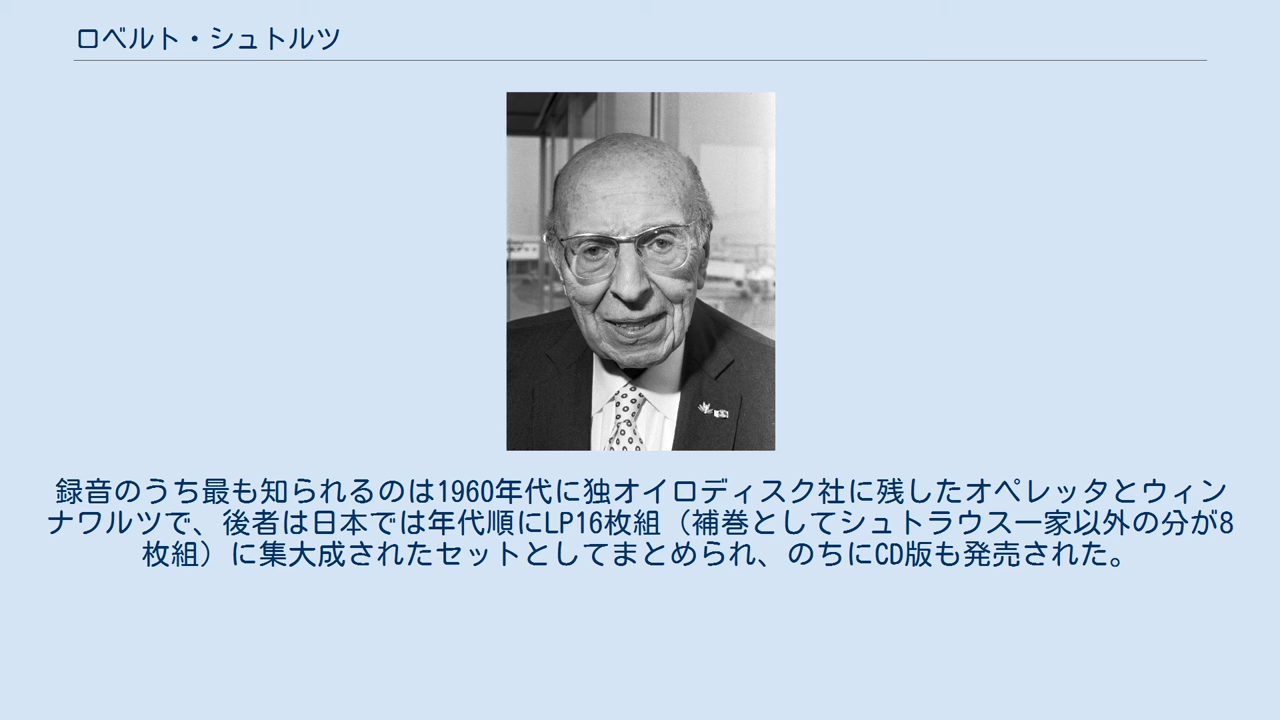 ロベルト・シュトルツ
録音のうち最も知られるのは1960年代に独オイロディスク社に残したオペレッタとウィン
ナワルツで、後者は日本では年代順にLP16枚組（補巻としてシュトラウス一家以外の分が8
枚組）に集大成されたセットとしてまとめられ、のちにCD版も発売された。